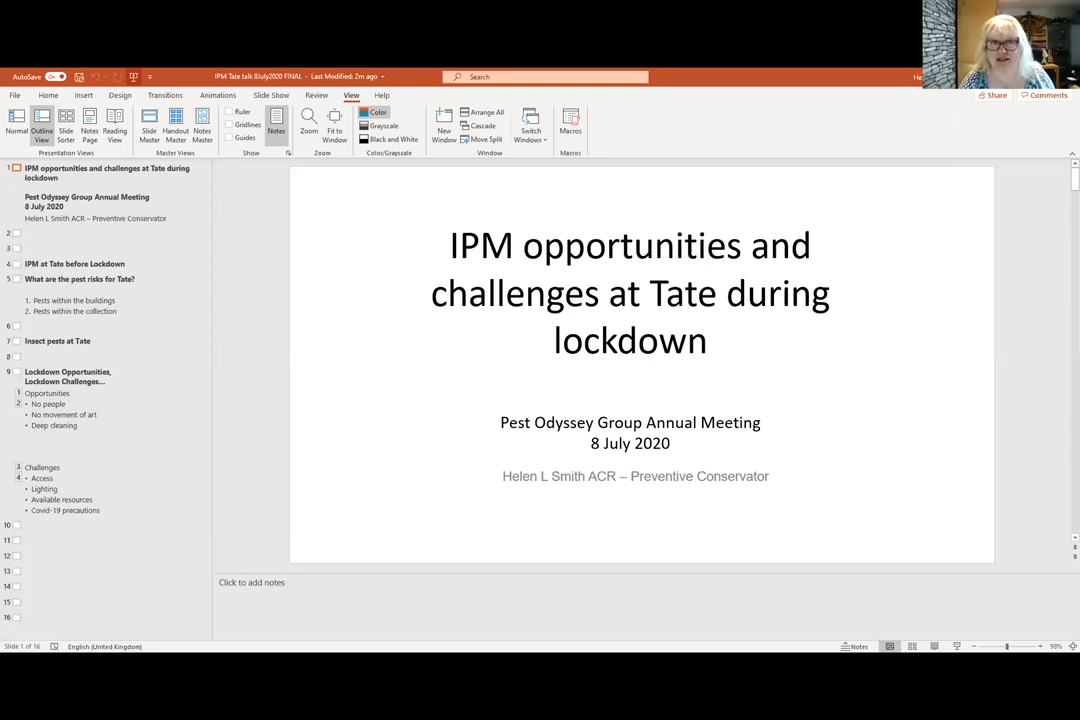 AutoSave On
IPM Tate talk 8July2020 FINAL - Last Modified: 2m ago
Search
He
File Home Insert Design Transitions Animations Slide Show Review View Help
Share Comments
Normal Outline View Slide Sorter Notes Page Reading View
Presentation Views
Slide Master Handout Master Notes Master
Master Views
Ruler
Gridlines
Guides
Show
Notes
Zoom Fit to Window
Zoom
Color
Grayscale
Black and White
Color/Grayscale
New Window
Arrange All
Cascade
Move Split
Switch Windows
Window
Macros
Macros
1 IPM opportunities and challenges at Tate during
lockdown
Pest Odyssey Group Annual Meeting
8 July 2020
Helen L Smith ACR – Preventive Conservator
2
3
4 IPM at Tate before Lockdown
5 What are the pest risks for Tate?
1. Pests within the buildings
2. Pests within the collection
6
7 Insect pests at Tate
8
9 Lockdown Opportunities,
Lockdown Challenges...
1 Opportunities
2 • No people
• No movement of art
• Deep cleaning
3 Challenges
4 • Access
• Lighting
• Available resources
• Covid-19 precautions
10
11
12
13
14
15
16
IPM opportunities and
challenges at Tate during
lockdown
Pest Odyssey Group Annual Meeting
8 July 2020
Helen L Smith ACR – Preventive Conservator
Click to add notes
Slide 1 of 16 English (United Kingdom) Notes 98%